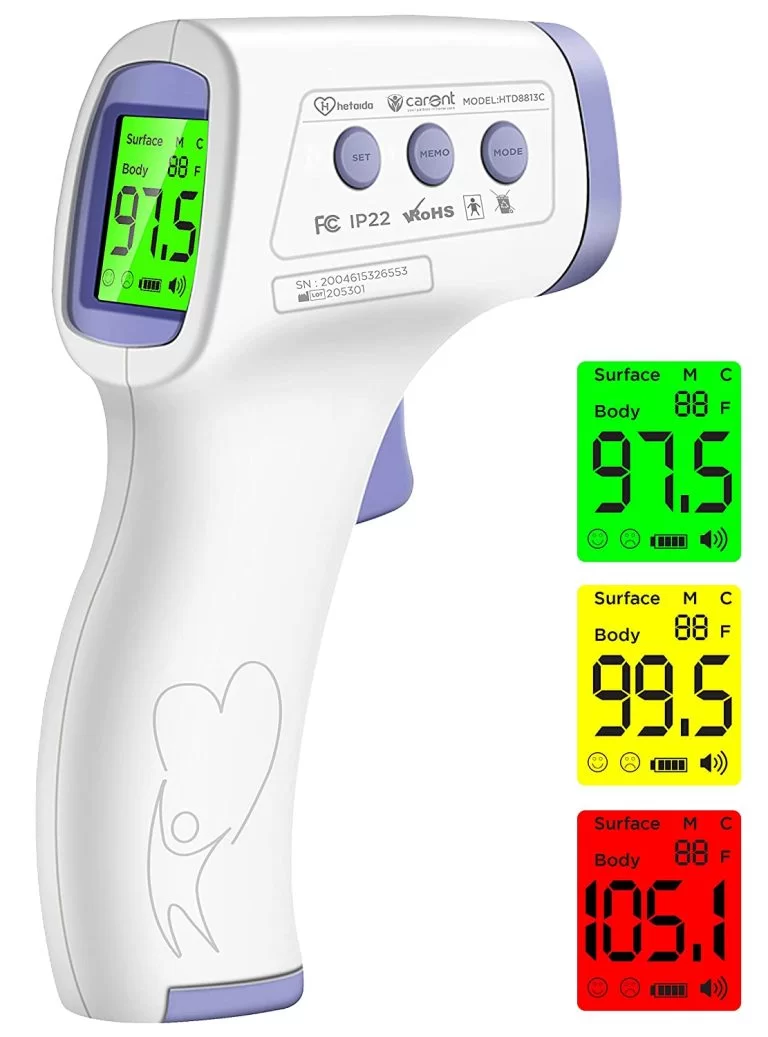 hetaida carent MODEL:HTD8813C
SET MEMO MODE
FC IP22 RoHS
SN : 2004615326553
LOT 205301
Surface M C
Body 88 F
97.5
Surface M C
Body 88 F
97.5
Surface M C
Body 88 F
99.5
Surface M C
Body 88 F
105.1